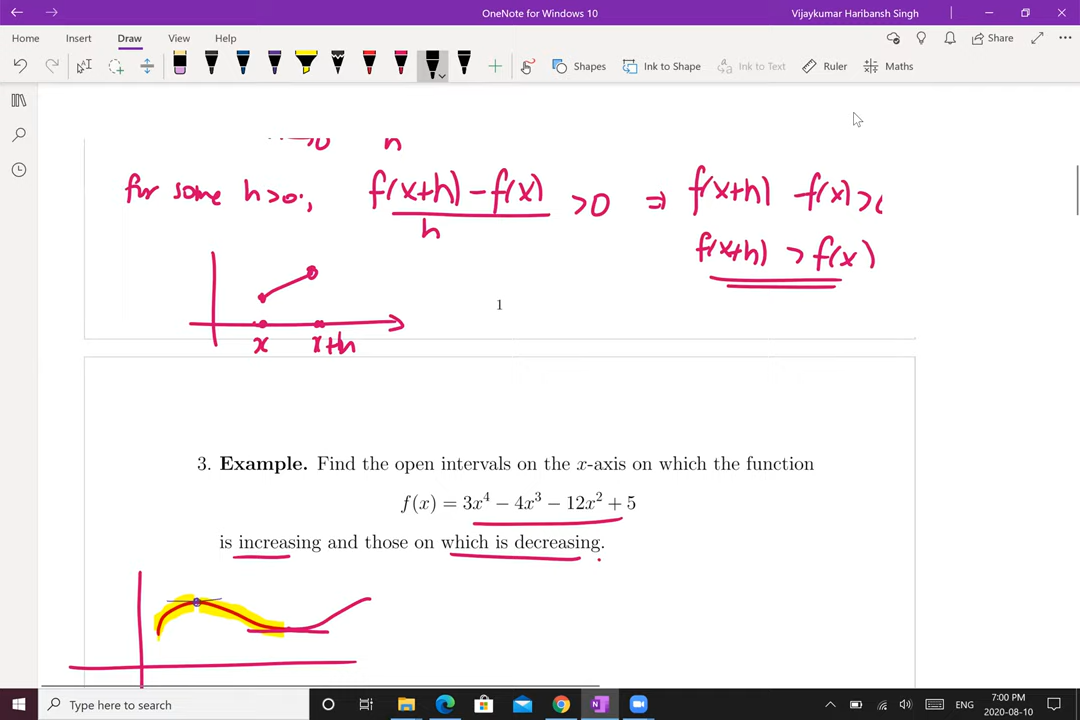 OneNote for Windows 10
Vijaykumar Haribansh Singh
Home Insert Draw View Help
Share
Shapes Ink to Shape Ink to Text Ruler Maths
h
for some h>0; f(x+h) - f(x) >0 ⇒ f(x+h) - f(x) >
h
f(x+h) > f(x)
1
x x+h
3. Example. Find the open intervals on the x-axis on which the function
f(x) = 3x⁴ − 4x³ − 12x² + 5
is increasing and those on which is decreasing.
Type here to search
ENG
7:00 PM
2020-08-10